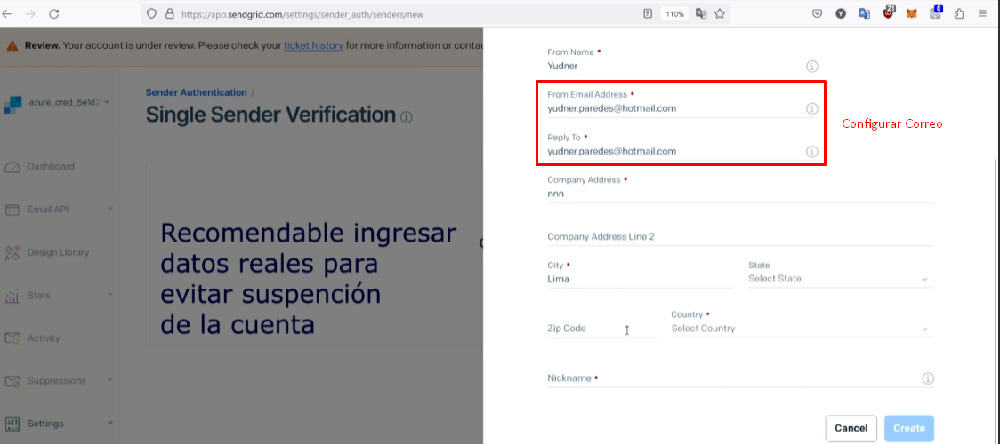 https://app.sendgrid.com/settings/sender_auth/senders/new
110%
21
0
Review. Your account is under review. Please check your ticket history for more information or contac
azure_cred_5e1d2
Dashboard
Email API
Design Library
Stats
Activity
Suppressions
Settings
Sender Authentication /
Single Sender Verification
Recomendable ingresar
datos reales para
evitar suspención
de la cuenta
From Name *
Yudner
From Email Address *
yudner.paredes@hotmail.com
Reply To *
yudner.paredes@hotmail.com
Configurar Correo
Company Address *
nnn
Company Address Line 2
City *
Lima
State
Select State
Zip Code
Country *
Select Country
Nickname *
Cancel
Create